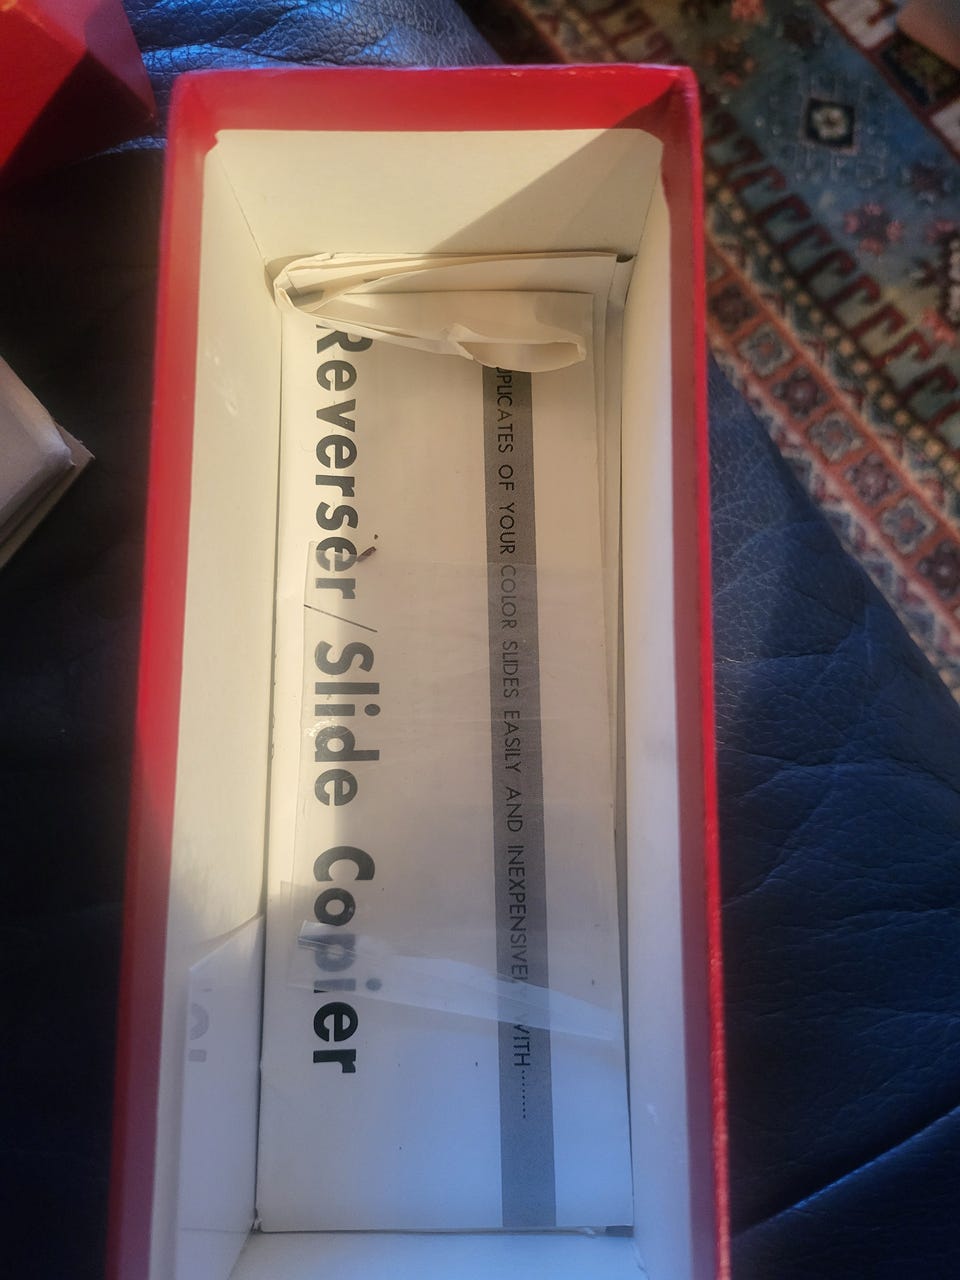 UPLICATES OF YOUR COLOR SLIDES EASILY AND INEXPENSIVELY WITH........
Reverser/Slide Copier